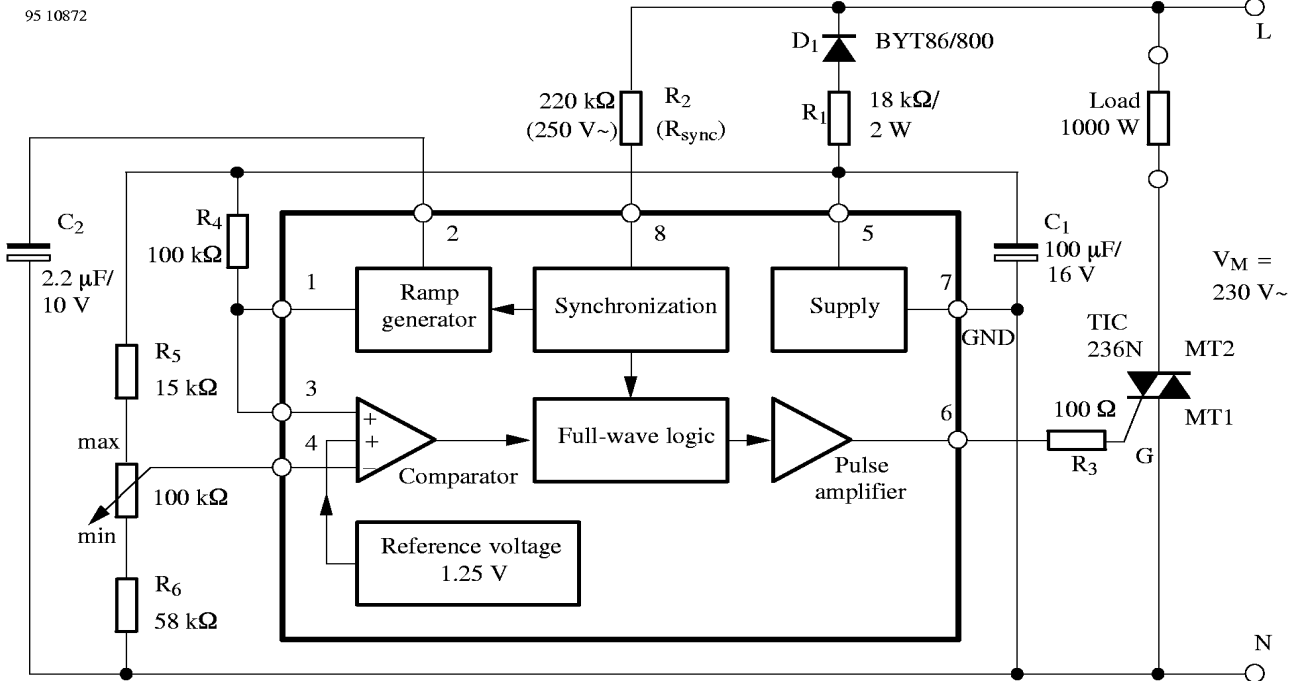 95 10872
L
D1
BYT86/800
220 kΩ
(250 V~)
R2
(Rsync)
R1
18 kΩ/
2 W
Load
1000 W
C2
2.2 μF/
10 V
R4
100 kΩ
2
8
5
C1
100 μF/
16 V
VM =
230 V~
1
Ramp
generator
Synchronization
Supply
7
GND
TIC
236N
MT2
MT1
R5
15 kΩ
3
4
+
+
−
Comparator
Full-wave logic
Pulse
amplifier
6
100 Ω
R3
G
max
100 kΩ
min
Reference voltage
1.25 V
R6
58 kΩ
N